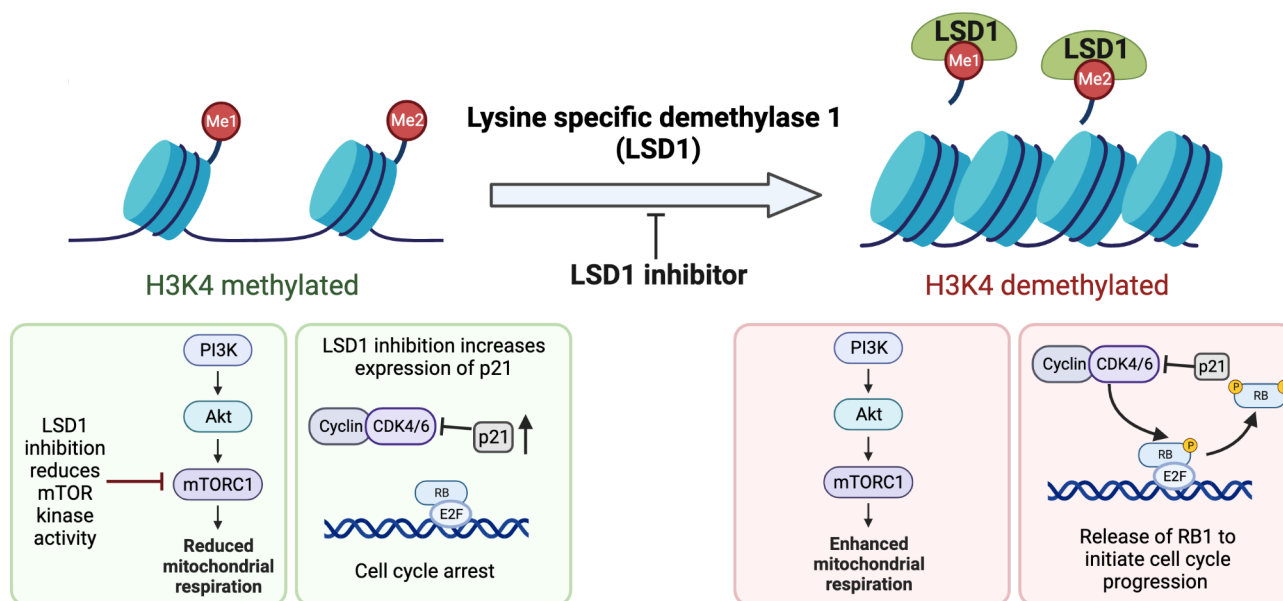 LSD1
Me1
LSD1
Me2
Me1
Me2
Lysine specific demethylase 1
(LSD1)
LSD1 inhibitor
H3K4 methylated
H3K4 demethylated
LSD1
inhibition
reduces
mTOR
kinase
activity
PI3K
Akt
mTORC1
Reduced
mitochondrial
respiration
LSD1 inhibition increases
expression of p21
Cyclin
CDK4/6
p21
RB
E2F
Cell cycle arrest
PI3K
Akt
mTORC1
Enhanced
mitochondrial
respiration
Cyclin
CDK4/6
p21
P
RB
P
RB
P
E2F
Release of RB1 to
initiate cell cycle
progression